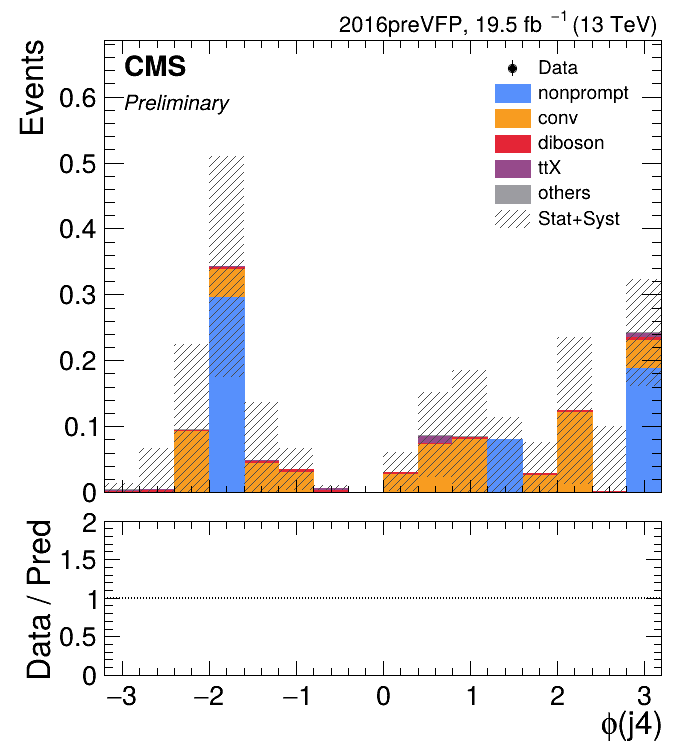 2016preVFP, 19.5 fb⁻¹ (13 TeV)
CMS
Preliminary
Events
Data
nonprompt
conv
diboson
ttX
others
Stat+Syst
0.6
0.5
0.4
0.3
0.2
0.1
0
Data / Pred
2
1.5
1
0.5
0
−3 −2 −1 0 1 2 3
ϕ(j4)